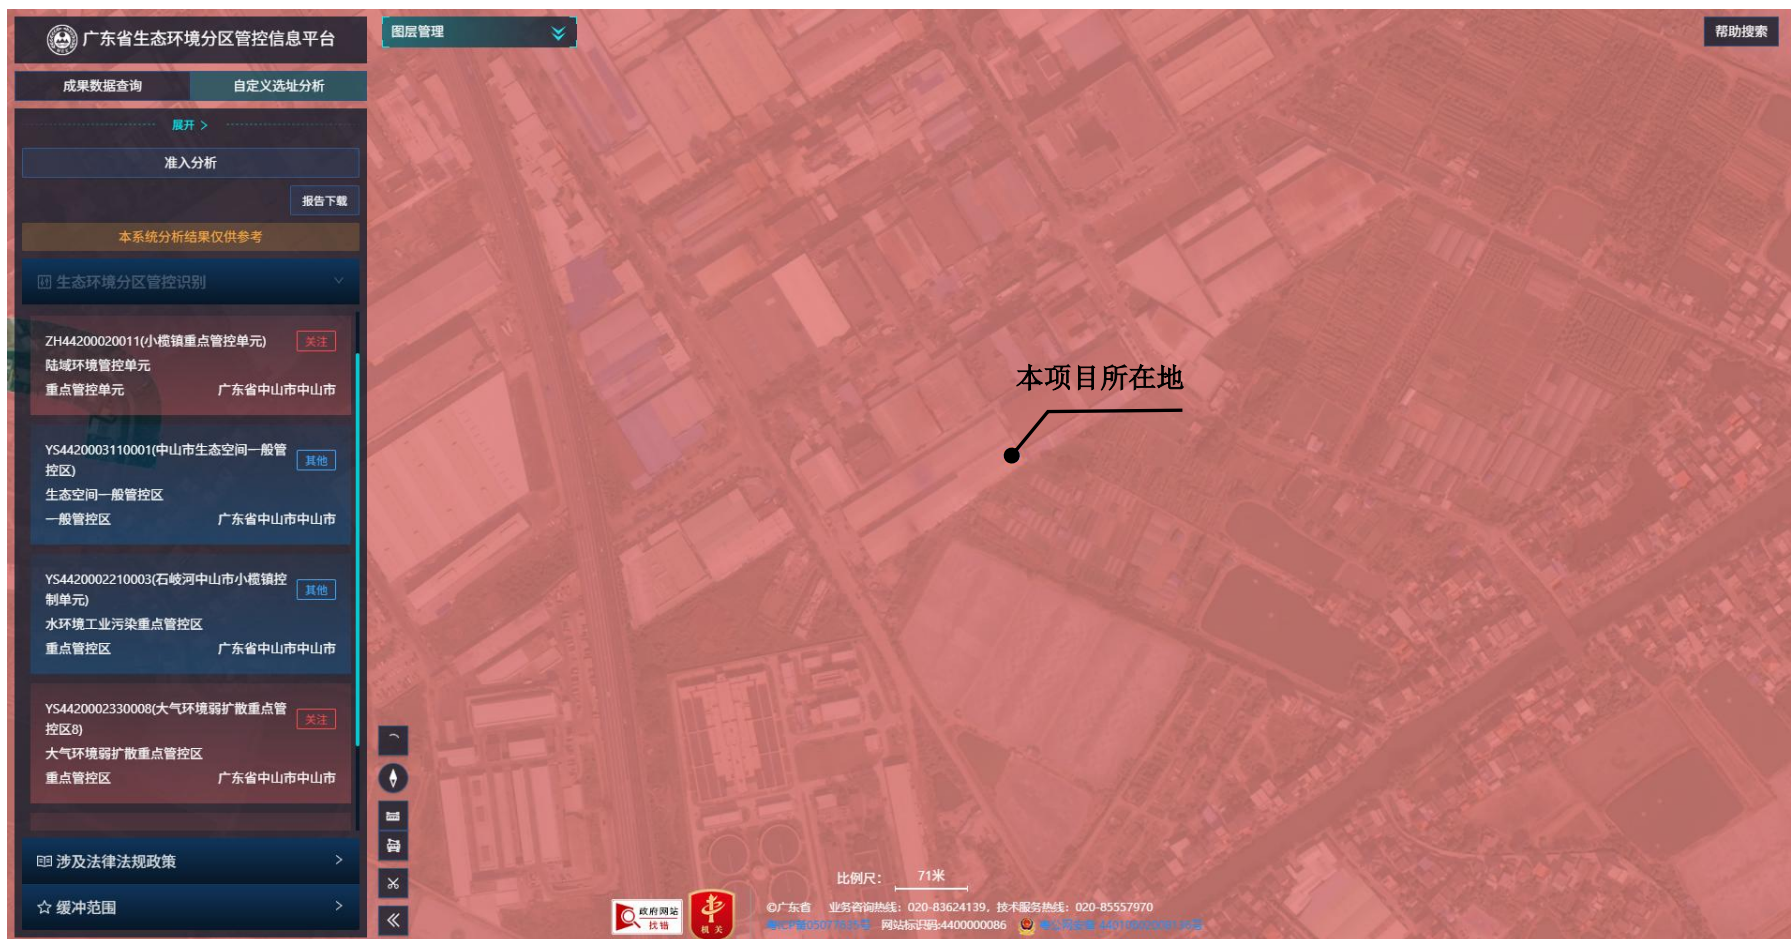 广东省生态环境分区管控信息平台
图层管理
帮助搜索
成果数据查询
自定义选址分析
展开 >
准入分析
报告下载
本系统分析结果仅供参考
生态环境分区管控识别
ZH44200020011(小榄镇重点管控单元)
关注
陆域环境管控单元
重点管控单元
广东省中山市中山市
YS4420003110001(中山市生态空间一般管
控区)
其他
生态空间一般管控区
一般管控区
广东省中山市中山市
YS4420002210003(石岐河中山市小榄镇控
制单元)
其他
水环境工业污染重点管控区
重点管控区
广东省中山市中山市
YS4420002330008(大气环境弱扩散重点管
控区8)
关注
大气环境弱扩散重点管控区
重点管控区
广东省中山市中山市
涉及法律法规政策
缓冲范围
本项目所在地
比例尺：
71米
政府网站
找错
机关
©广东省
业务咨询热线：020-83624139，技术服务热线：020-85557970
网站标识码:4400000086